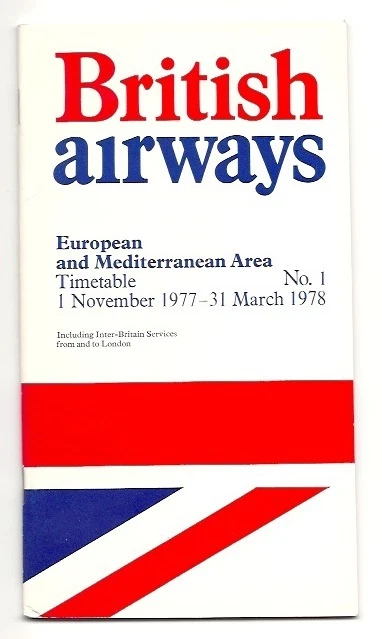 British
airways
European
and Mediterranean Area
Timetable No. 1
1 November 1977–31 March 1978
Including Inter-Britain Services
from and to London